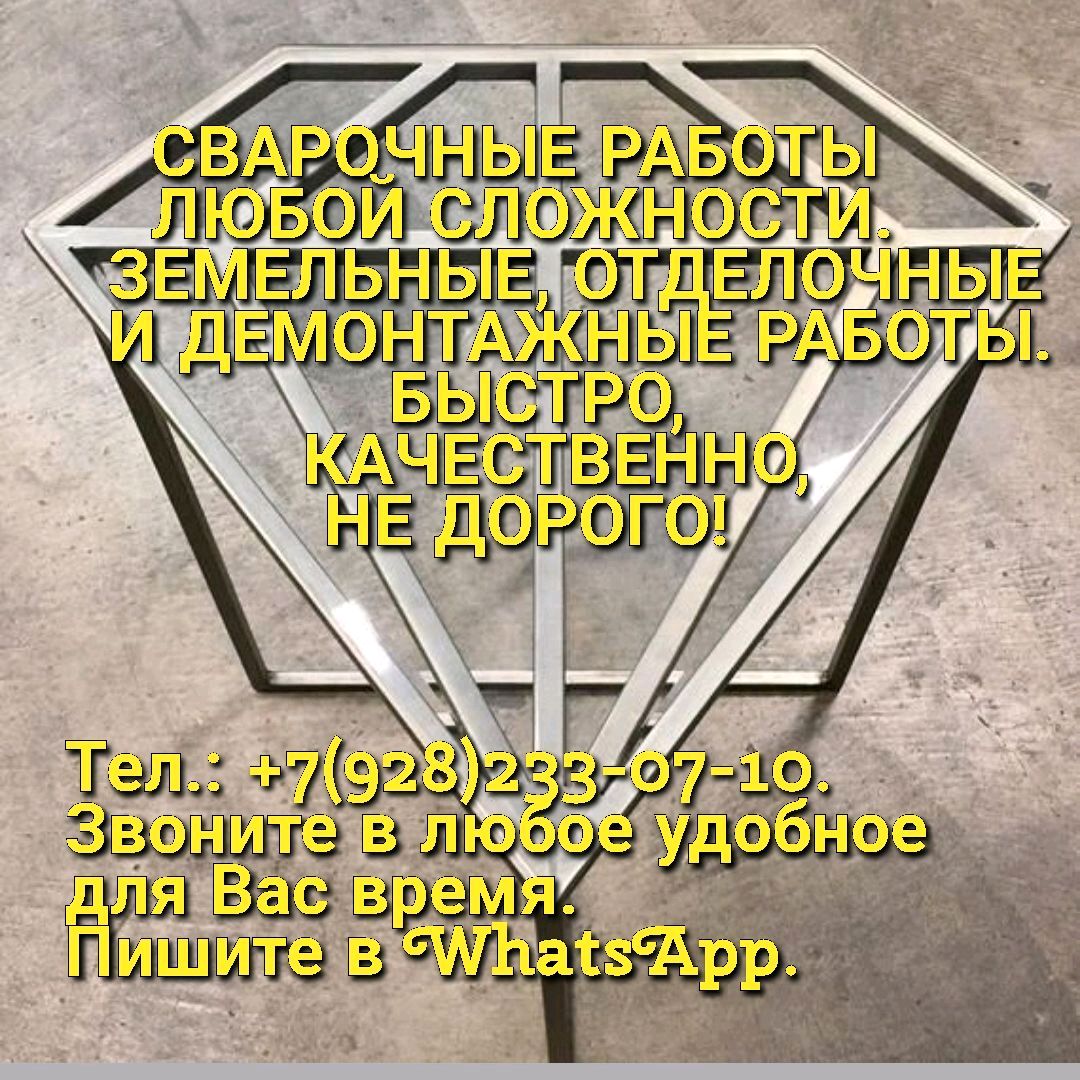 СВАРОЧНЫЕ РАБОТЫ
ЛЮБОЙ СЛОЖНОСТИ.
ЗЕМЕЛЬНЫЕ, ОТДЕЛОЧНЫЕ
И ДЕМОНТАЖНЫЕ РАБОТЫ.
БЫСТРО,
КАЧЕСТВЕННО,
НЕ ДОРОГО!
Тел.: +7(928)233-07-10.
Звоните в любое удобное
для Вас время.
Пишите в WhatsApp.